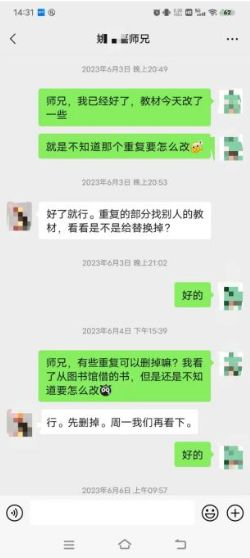 14:31
62
师兄
2023年6月3日 晚上20:49
师兄，我已经好了，教材今天改了
一些
就是不知道那个重复要怎么改
2023年6月3日 晚上20:53
好了就行。重复的部分找别人的教
材，看看是不是给替换掉？
2023年6月3日 晚上21:02
好的
2023年6月4日 下午15:39
师兄，有些重复可以删掉嘛？我看
了从图书馆借的书，但是还是不知
道要怎么改
行。先删掉。周一我们再看下。
好的
2023年6月6日 上午09:57